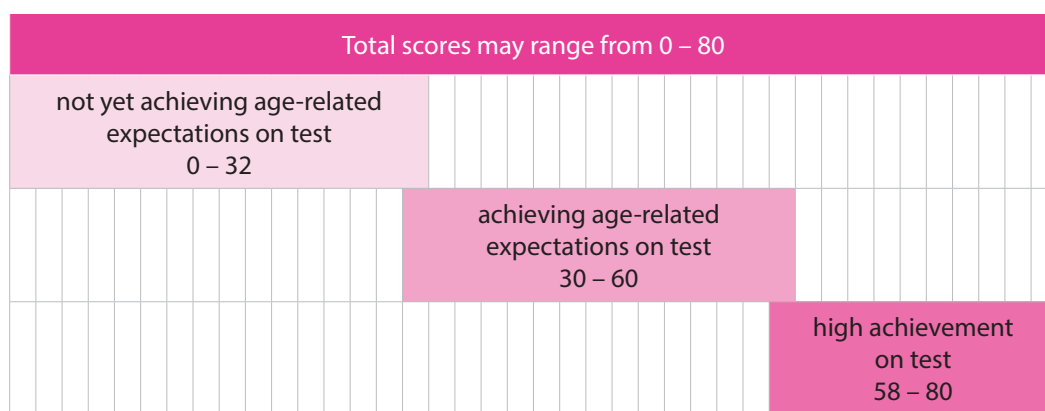 Total scores may range from 0 – 80
not yet achieving age-related
expectations on test
0 – 32
achieving age-related
expectations on test
30 – 60
high achievement
on test
58 – 80